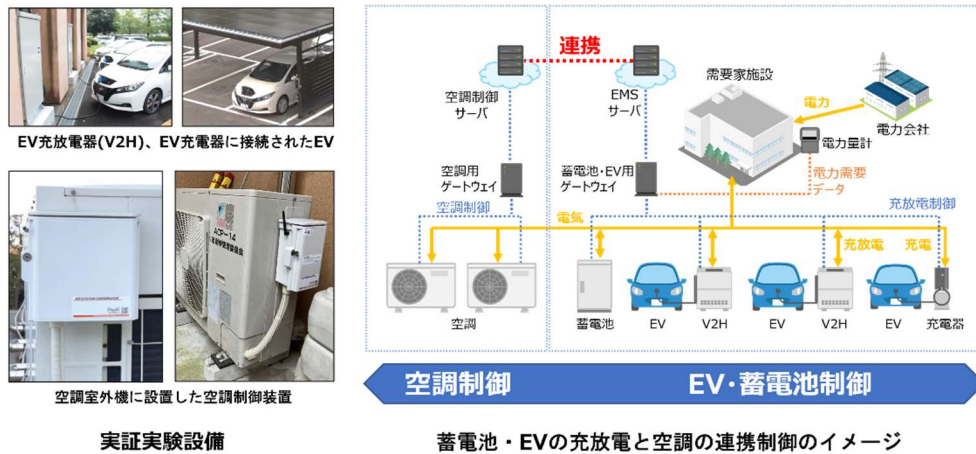 EV充放電器(V2H)、EV充電器に接続されたEV
ACP-14
空調室外機に設置した空調制御装置
実証実験設備
連携
空調制御
サーバ
EMS
サーバ
需要家施設
電力
電力会社
電力量計
空調用
ゲートウェイ
蓄電池・EV用
ゲートウェイ
電力需要
データ
空調制御
充放電制御
電気
充放電
充電
空調
蓄電池
EV
V2H
EV
V2H
EV
充電器
空調制御
EV・蓄電池制御
蓄電池・EVの充放電と空調の連携制御のイメージ